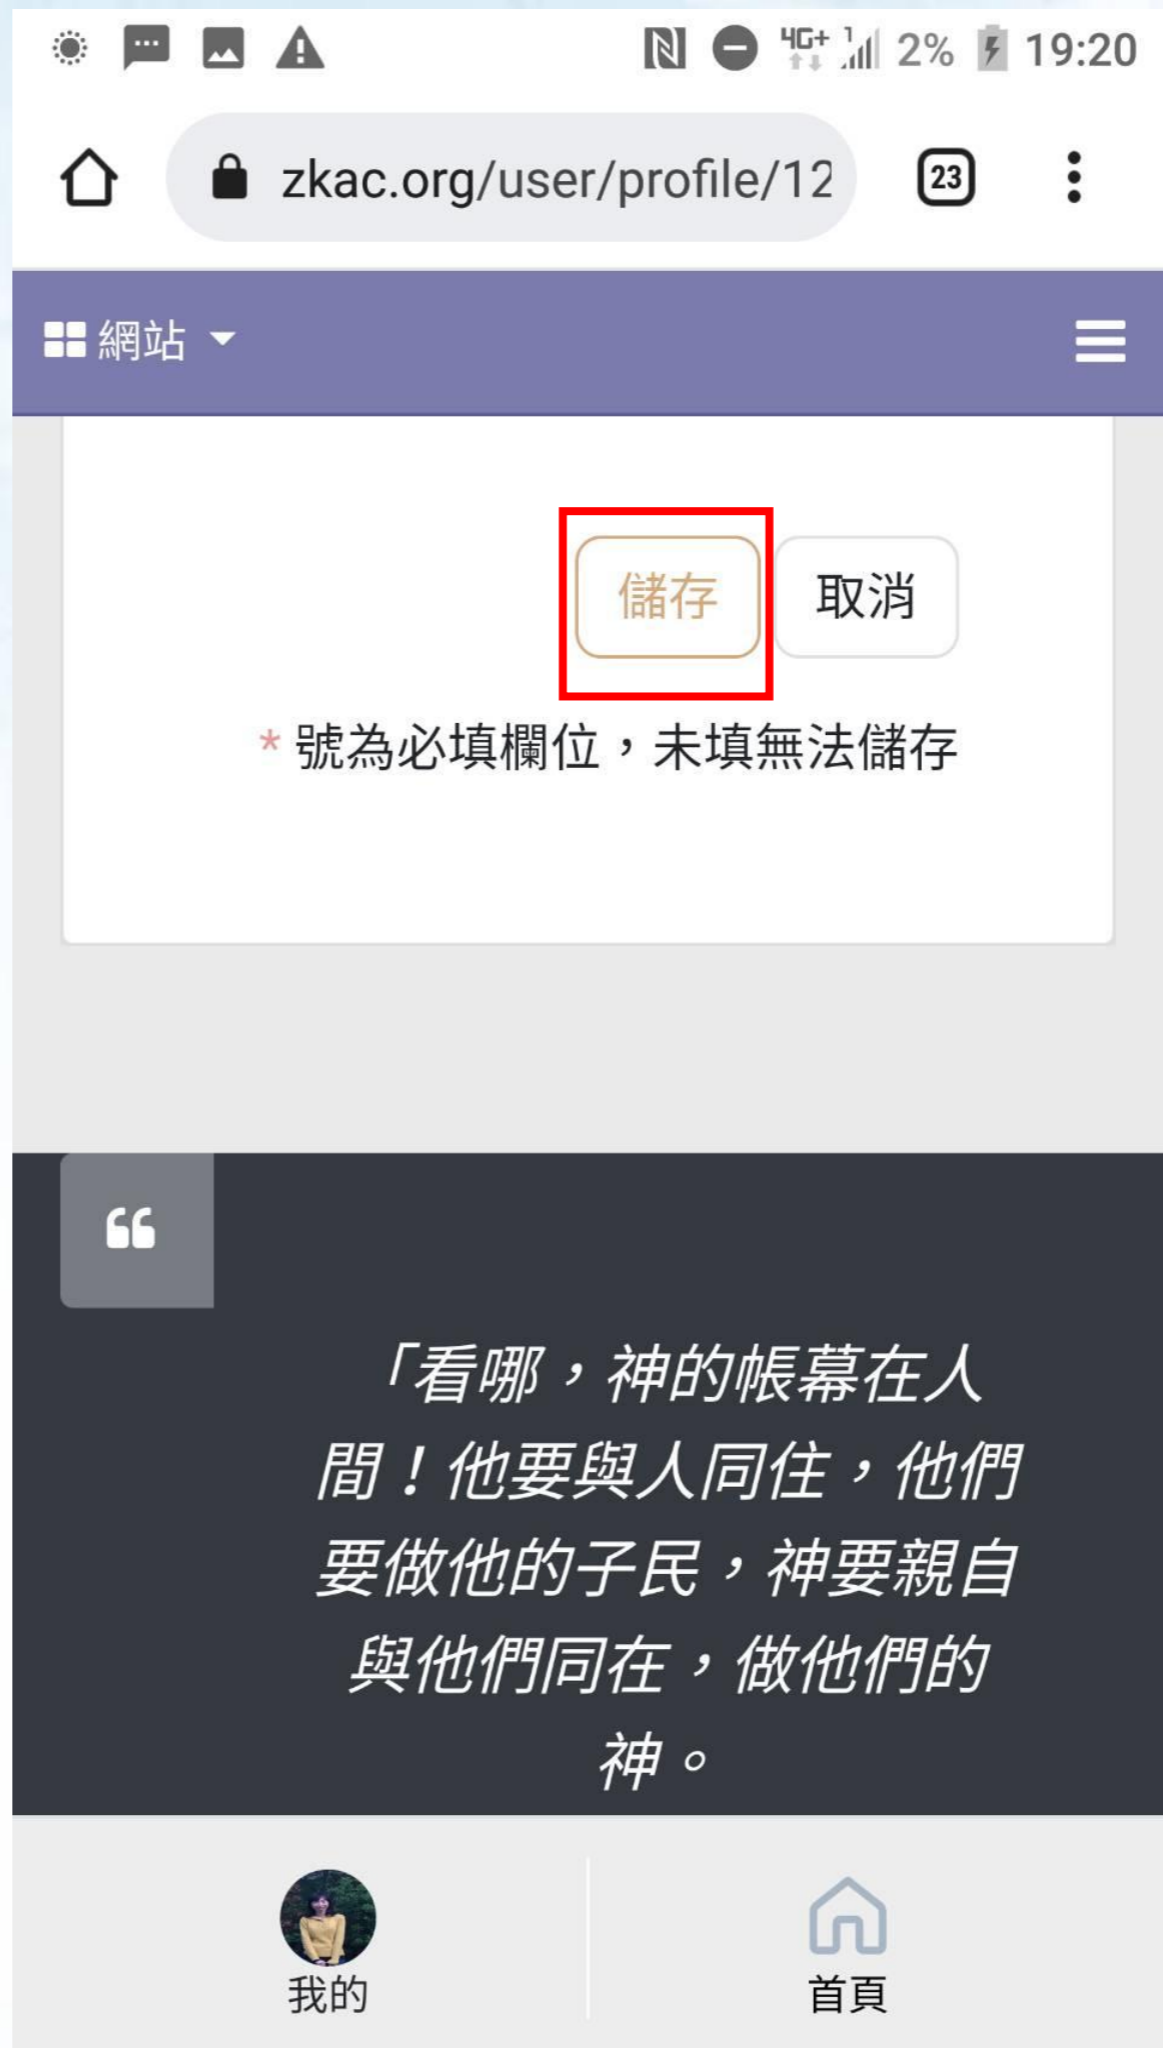 4G+ 1 2% 19:20
zkac.org/user/profile/12 23
網站
儲存 取消
* 號為必填欄位，未填無法儲存
「看哪，神的帳幕在人
間！他要與人同住，他們
要做他的子民，神要親自
與他們同在，做他們的
神。
我的 首頁